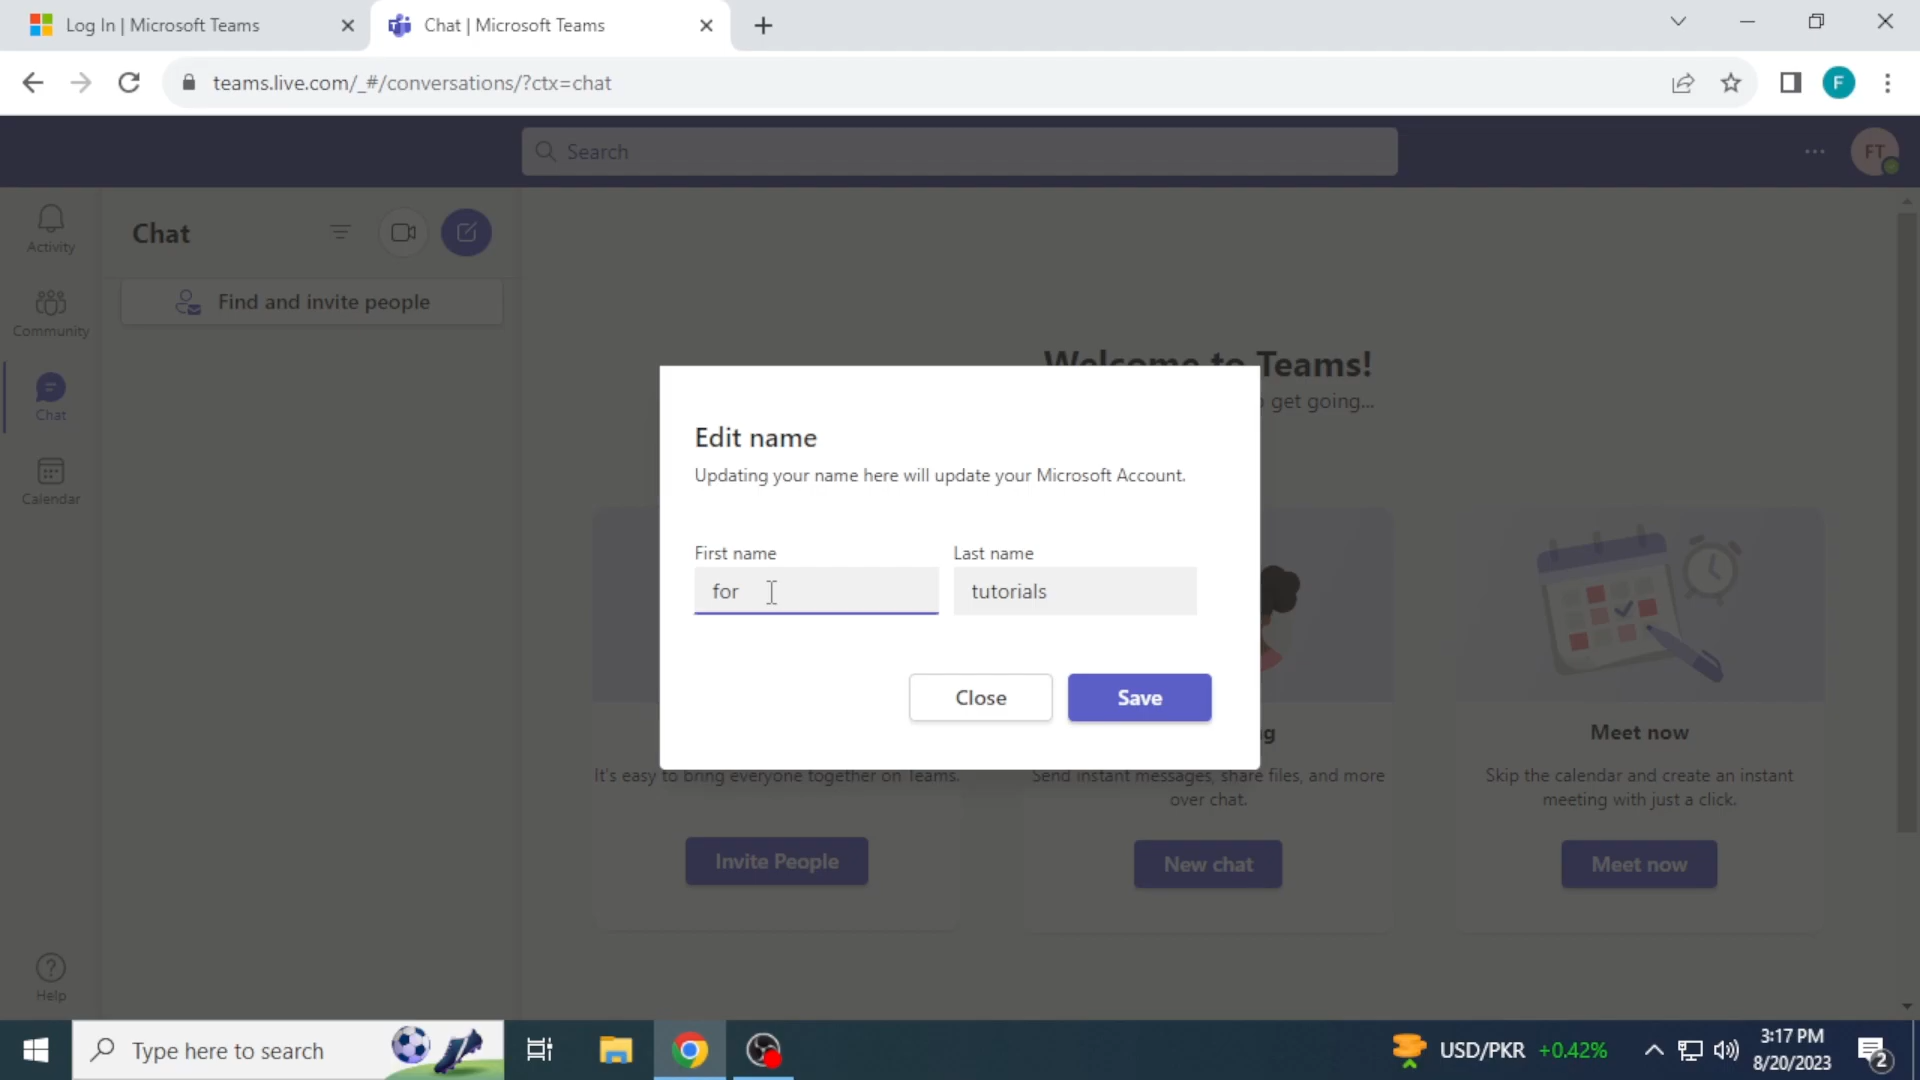 Log In | Microsoft Teams
Chat | Microsoft Teams
teams.live.com/_#/conversations/?ctx=chat
F
Search
FT
Activity
Community
Chat
Calendar
Help
Chat
Find and invite people
Welcome to Teams!
get going...
Edit name
Updating your name here will update your Microsoft Account.
First name
Last name
for
tutorials
Close
Save
Meet now
It's easy to bring everyone together on Teams.
Send instant messages, share files, and more
over chat.
Skip the calendar and create an instant
meeting with just a click.
Invite People
New chat
Meet now
Type here to search
USD/PKR +0.42%
3:17 PM
8/20/2023
2